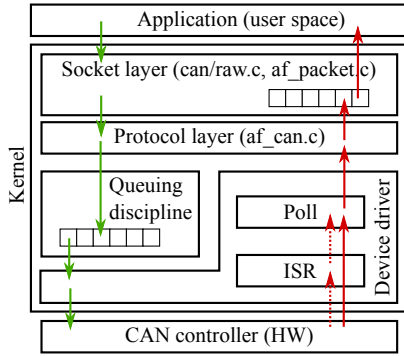 Application (user space)
Kernel
Socket layer (can/raw.c, af_packet.c)
Protocol layer (af_can.c)
Queuing
discipline
Poll
ISR
Device driver
CAN controller (HW)